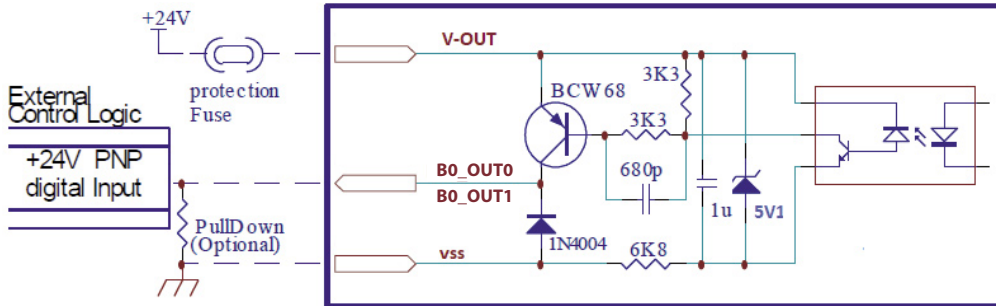 +24V
V-OUT
protection
Fuse
3K3
BCW68
External
Control Logic
3K3
+24V PNP
digital Input
B0_OUT0
B0_OUT1
680p
1u
5V1
PullDown
(Optional)
1N4004
vss
6K8